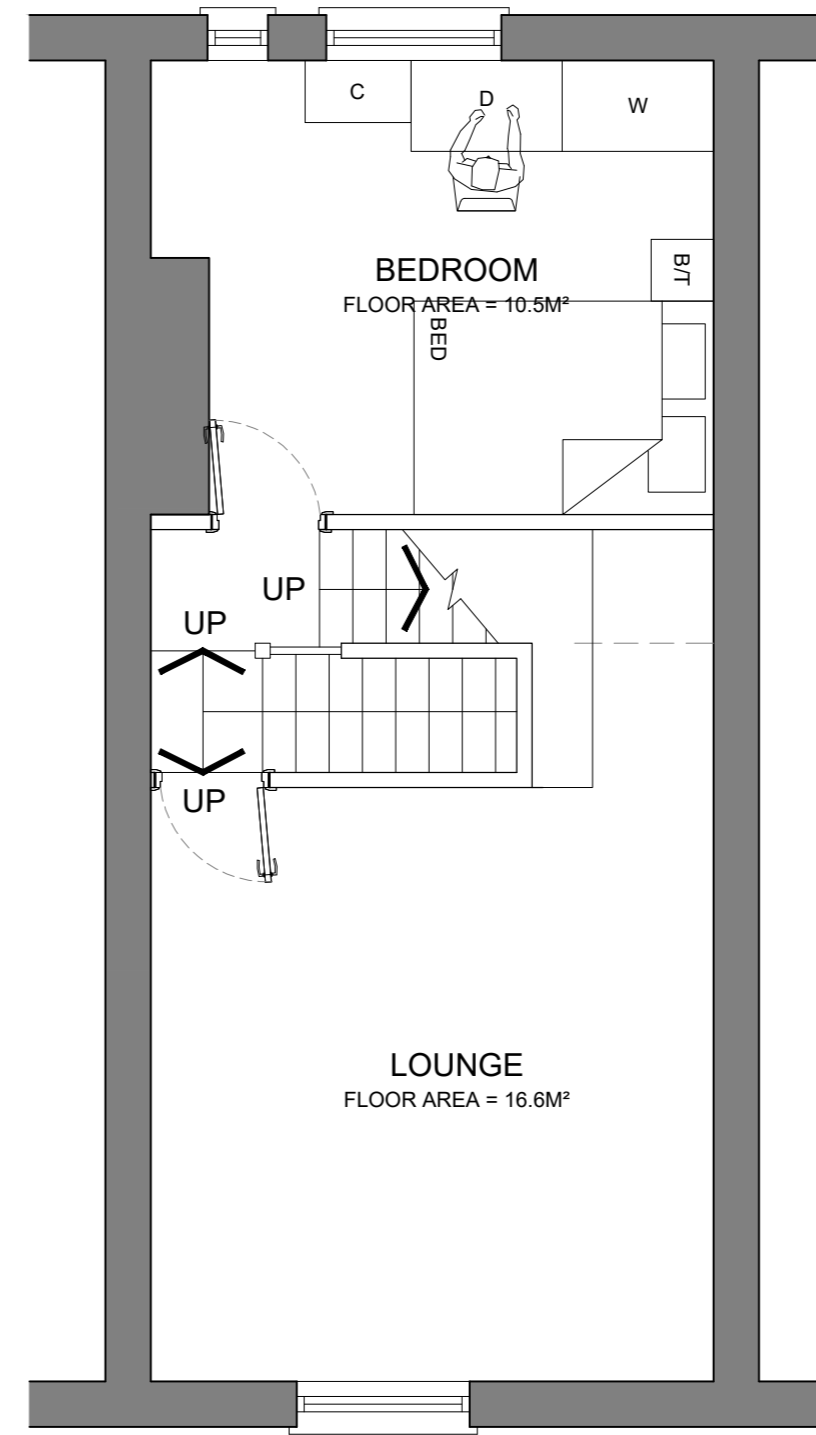 C
D
W
BEDROOM
B/T
FLOOR AREA = 10.5M²
BED
UP
UP
UP
LOUNGE
FLOOR AREA = 16.6M²